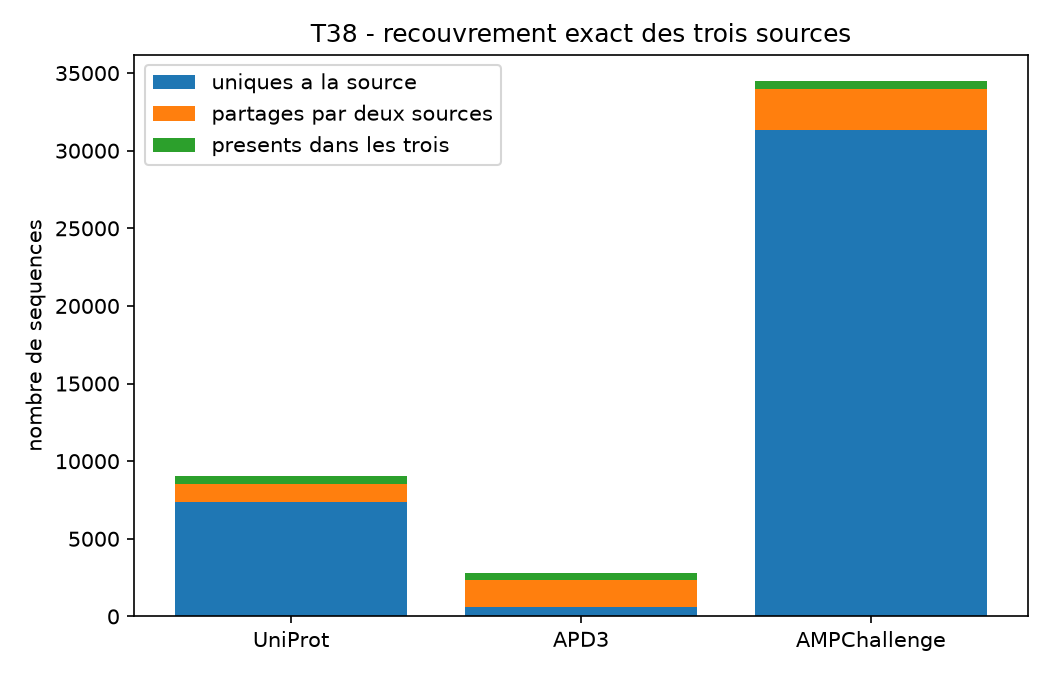 T38 - recouvrement exact des trois sources
uniques a la source
partages par deux sources
presents dans les trois
nombre de sequences
35000
30000
25000
20000
15000
10000
5000
0
UniProt
APD3
AMPChallenge